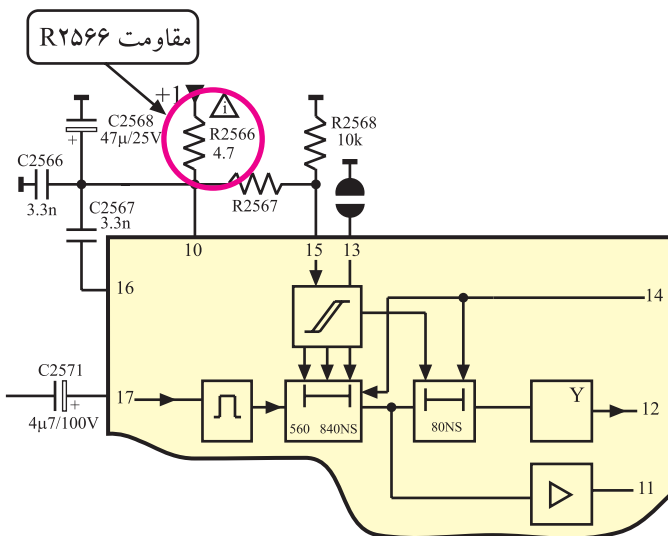 مقاومت R۲۵۶۶
+1
C2568
47μ/25V
+
i
R2566
4.7
R2568
10k
C2566
3.3n
C2567
3.3n
R2567
10
15
13
16
14
C2571
+
4μ7/100V
17
560 840NS
80NS
Y
12
11